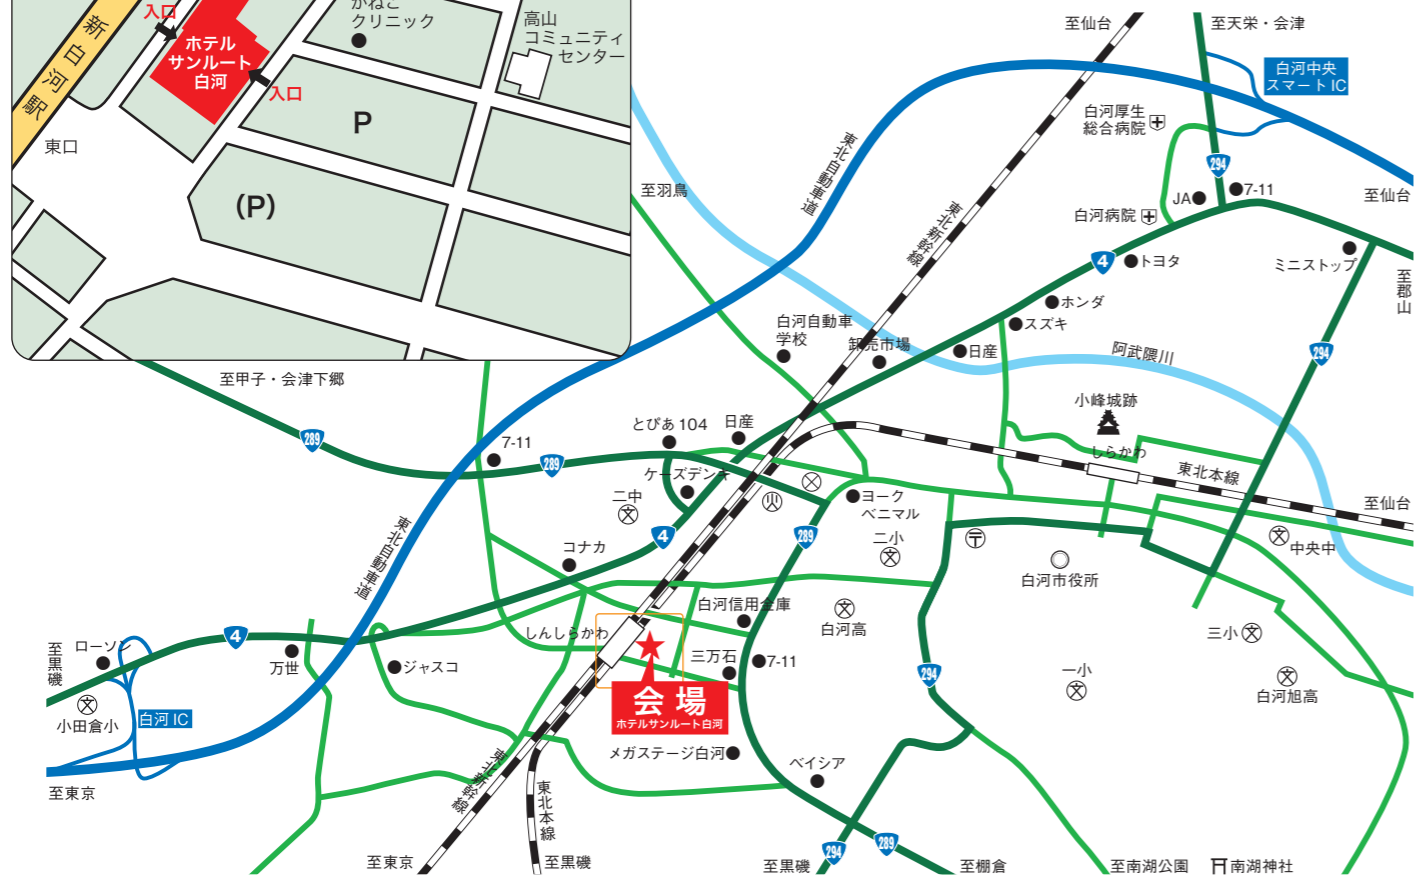 入口
新白河駅
ホテル
サンルート
白河
入口
かねこ
クリニック
高山
コミュニティ
センター
東口
P
(P)
至仙台
至天栄・会津
白河中央
スマートIC
白河厚生
総合病院
東北自動車道
294
7-11
JA
至仙台
至羽鳥
白河病院
東北新幹線
4
トヨタ
ミニストップ
至郡山
ホンダ
スズキ
白河自動車
学校
卸売市場
日産
阿武隈川
294
至甲子・会津下郷
小峰城跡
289
7-11
289
とぴあ104
日産
ケーズデンキ
しらかわ
東北本線
至仙台
二中
文
火
ヨーク
ベニマル
東北自動車道
4
289
二小
文
〒
文
中央中
コナカ
白河市役所
白河信用金庫
文
白河高
三小
文
しんしらかわ
4
至黒磯
ローソン
万世
ジャスコ
三万石
7-11
294
一小
文
文
白河旭高
文
小田倉小
白河IC
会場
ホテルサンルート白河
メガステージ白河
ベイシア
至東京
東北新幹線
東北本線
至東京
至黒磯
至黒磯
294
289
至棚倉
至南湖公園
南湖神社